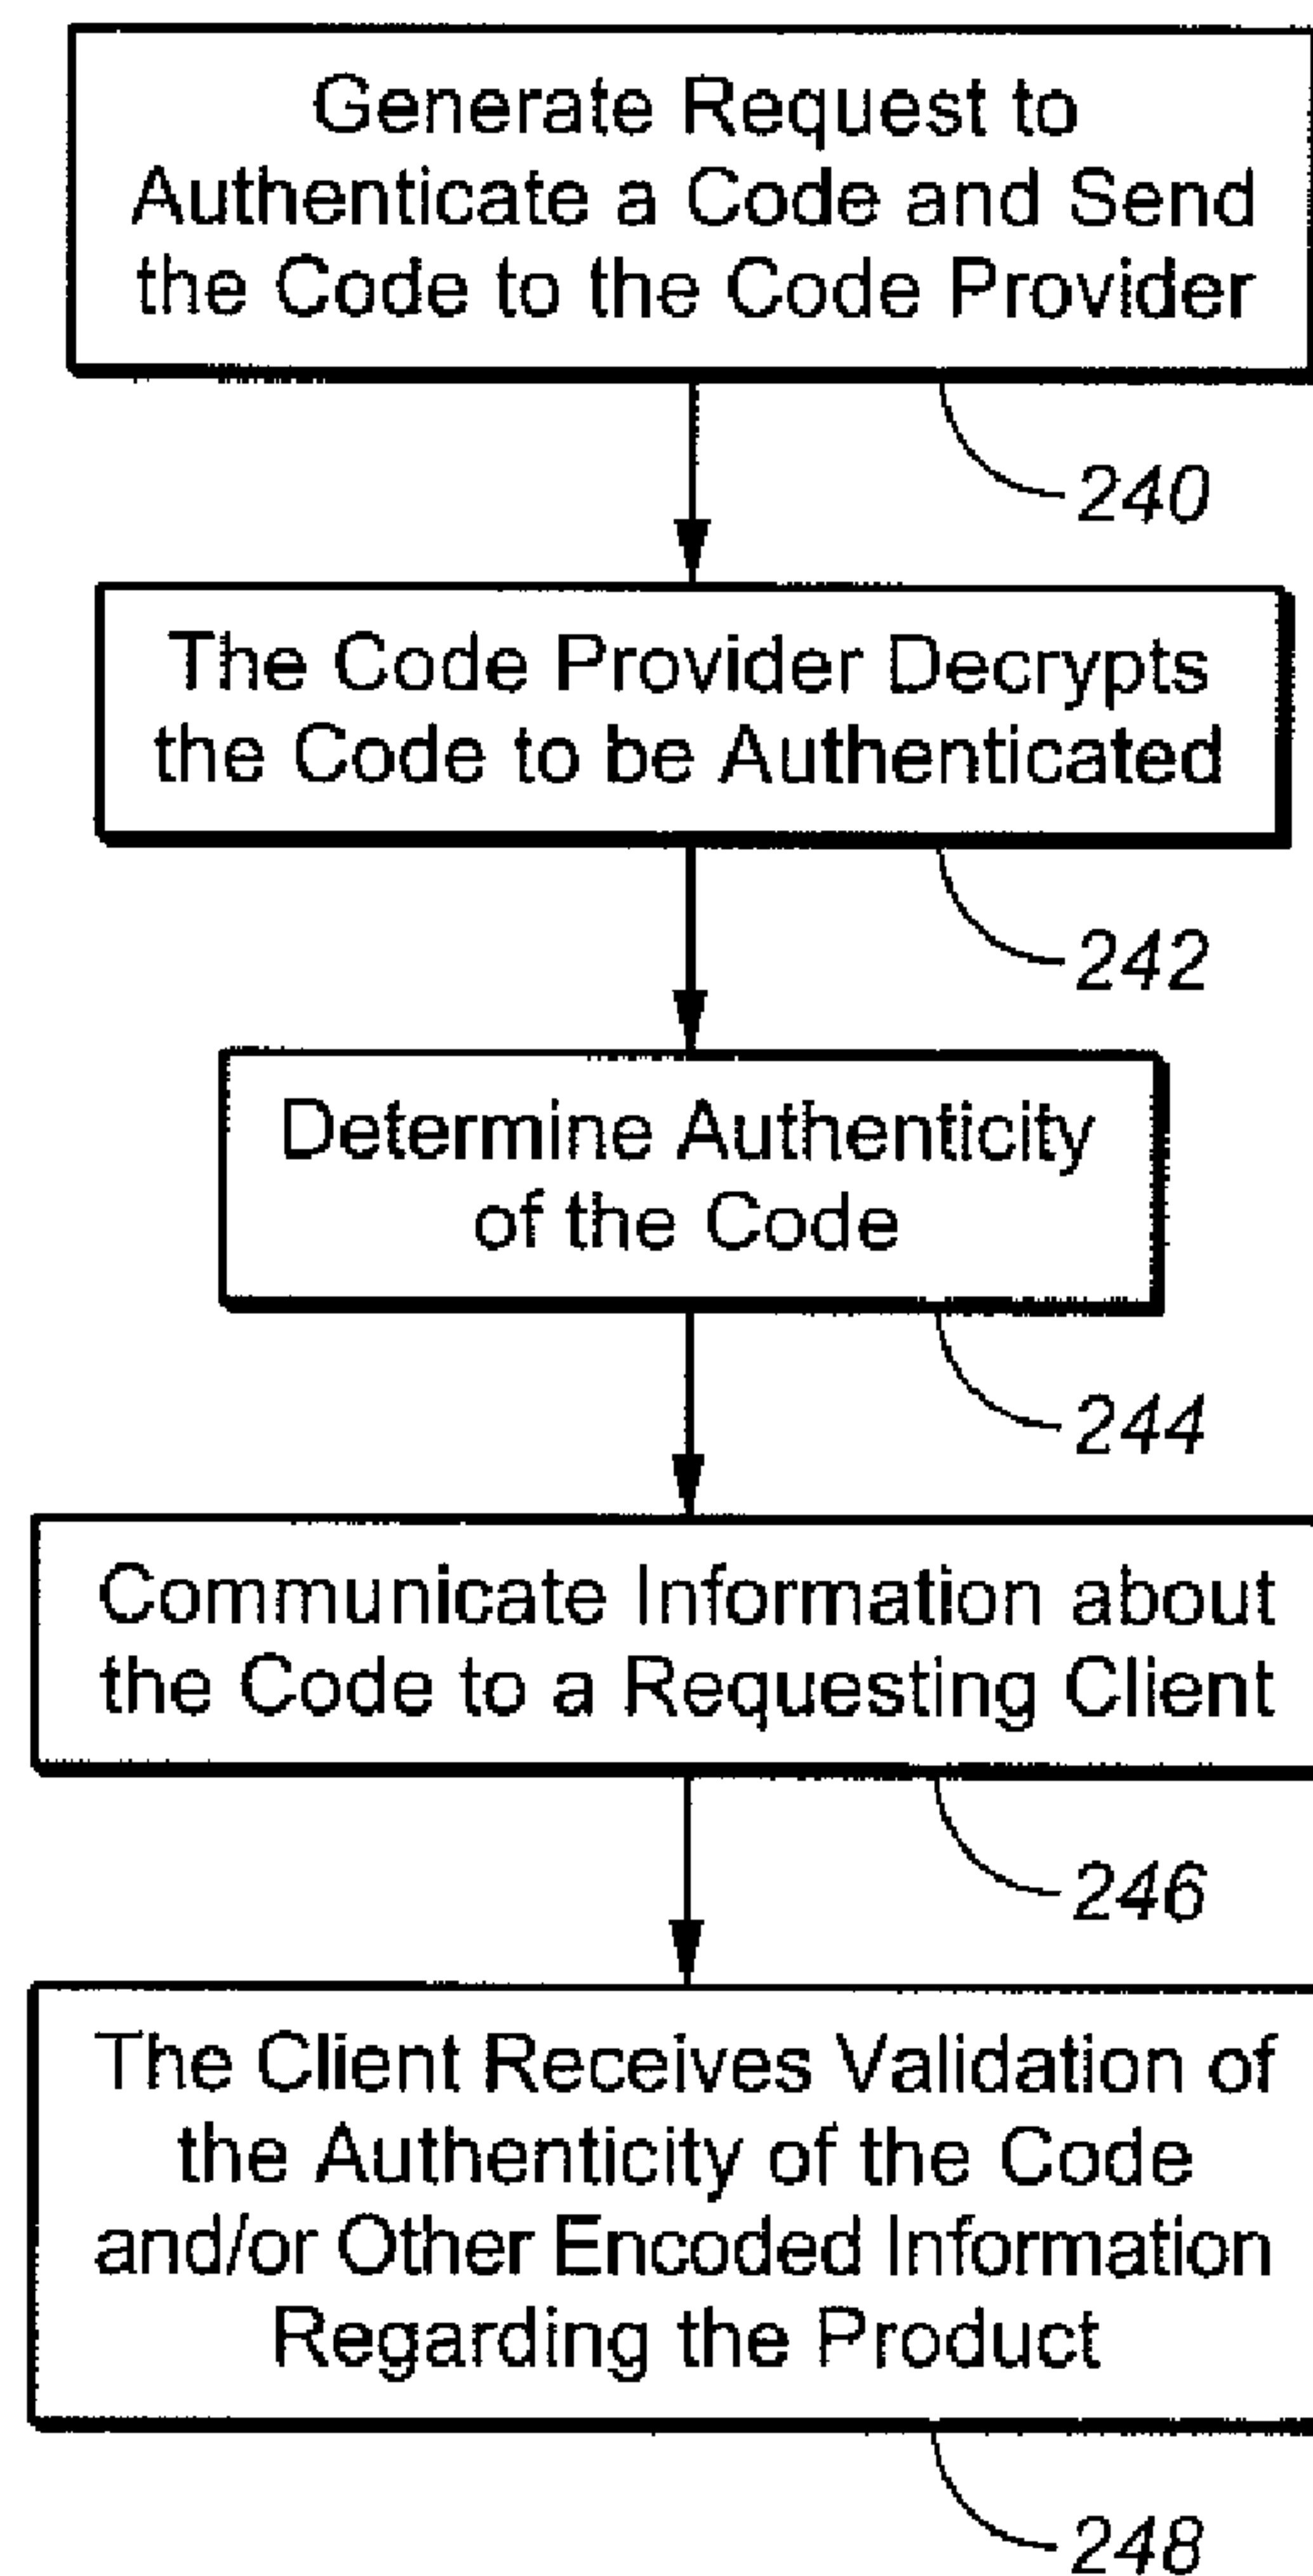 Generate Request to
Authenticate a Code and Send
the Code to the Code Provider
240
The Code Provider Decrypts
the Code to be Authenticated
242
Determine Authenticity
of the Code
244
Communicate Information about
the Code to a Requesting Client
246
The Client Receives Validation of
the Authenticity of the Code
and/or Other Encoded Information
Regarding the Product
248